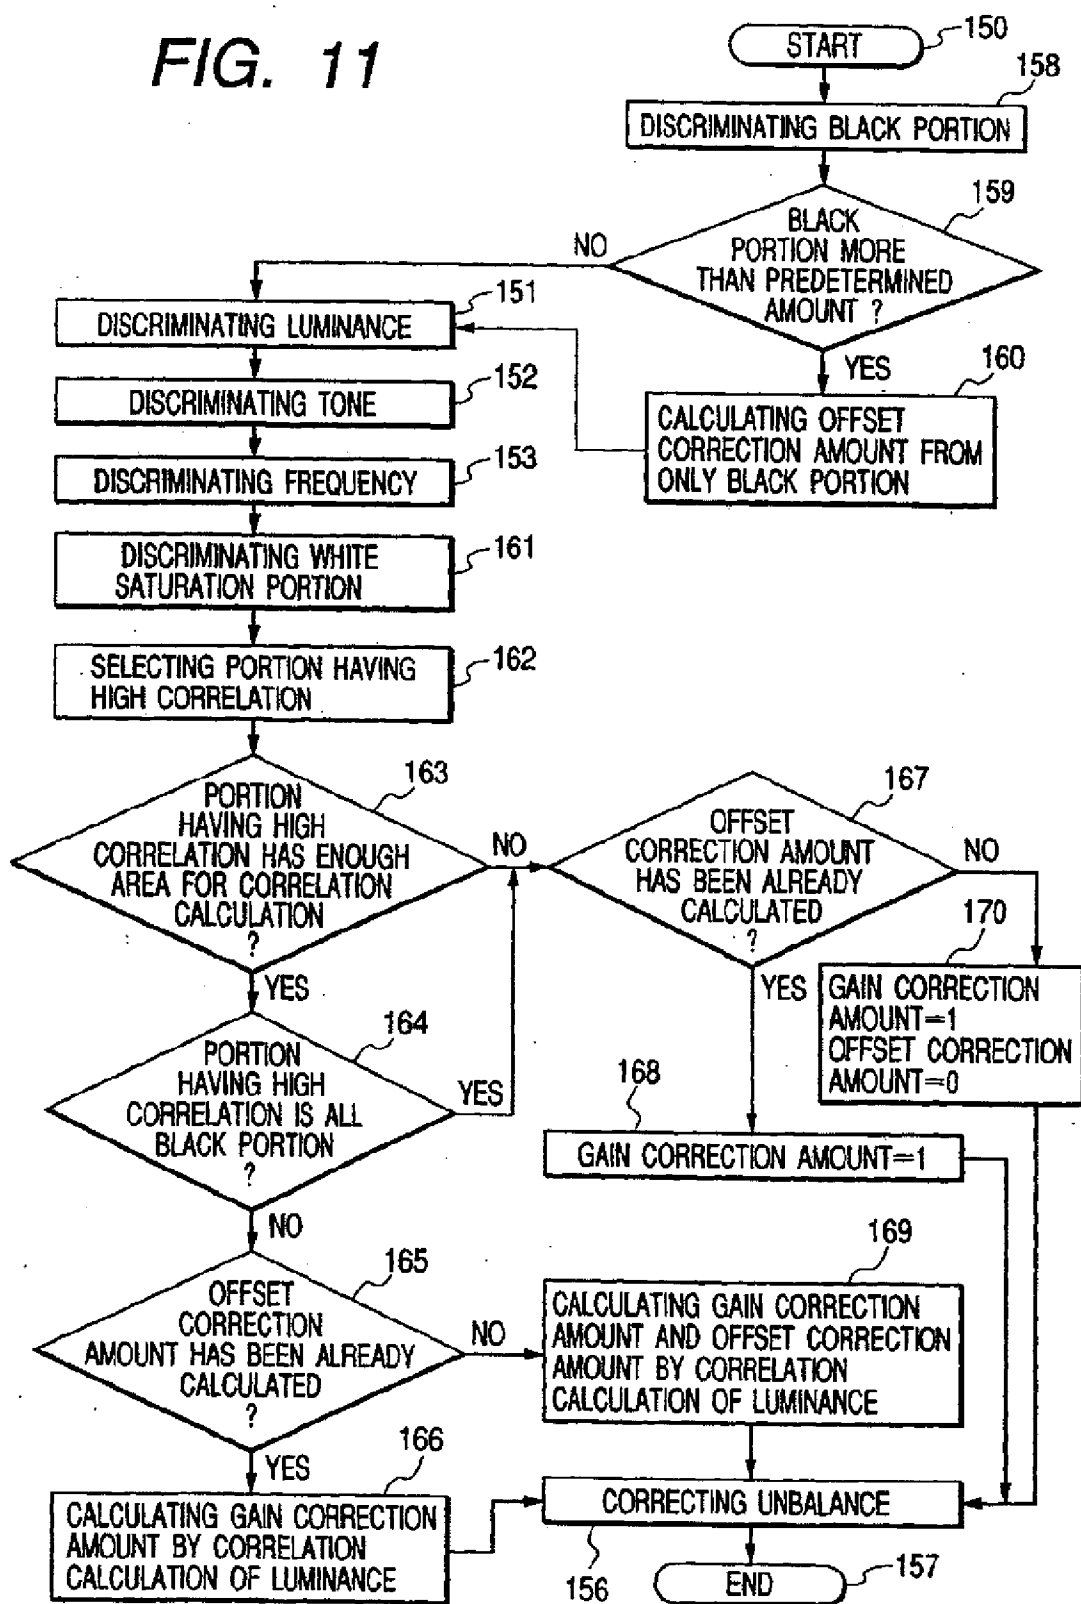 FIG. 11
START
150
158
DISCRIMINATING BLACK PORTION
159
BLACK
PORTION MORE
THAN PREDETERMINED
AMOUNT ?
NO
YES
160
CALCULATING OFFSET
CORRECTION AMOUNT FROM
ONLY BLACK PORTION
151
DISCRIMINATING LUMINANCE
152
DISCRIMINATING TONE
153
DISCRIMINATING FREQUENCY
161
DISCRIMINATING WHITE
SATURATION PORTION
162
SELECTING PORTION HAVING
HIGH CORRELATION
163
PORTION
HAVING HIGH
CORRELATION HAS ENOUGH
AREA FOR CORRELATION
CALCULATION
?
NO
YES
164
PORTION
HAVING HIGH
CORRELATION IS ALL
BLACK PORTION
?
YES
NO
165
OFFSET
CORRECTION
AMOUNT HAS BEEN ALREADY
CALCULATED
?
NO
YES
166
CALCULATING GAIN CORRECTION
AMOUNT BY CORRELATION
CALCULATION OF LUMINANCE
167
OFFSET
CORRECTION AMOUNT
HAS BEEN ALREADY
CALCULATED
?
NO
YES
170
GAIN CORRECTION
AMOUNT=1
OFFSET CORRECTION
AMOUNT=0
168
GAIN CORRECTION AMOUNT=1
169
CALCULATING GAIN CORRECTION
AMOUNT AND OFFSET CORRECTION
AMOUNT BY CORRELATION
CALCULATION OF LUMINANCE
CORRECTING UNBALANCE
156
END
157